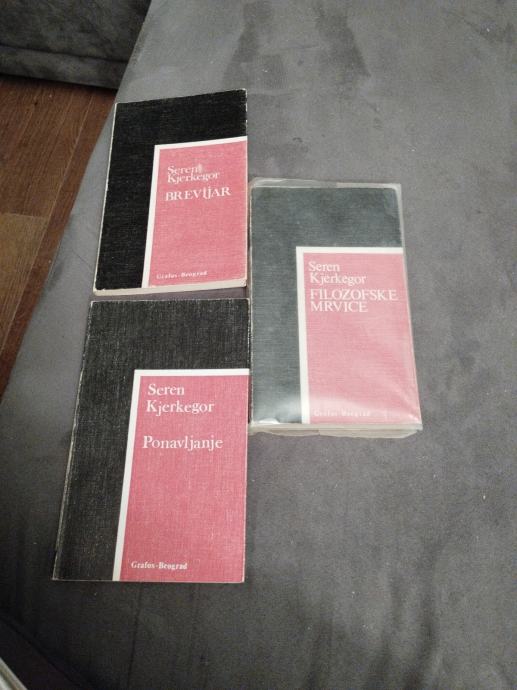 Seren
Kjerkegor
BREVIJAR
Grafos-Beograd
Seren
Kjerkegor
FILOZOFSKE
MRVICE
Grafos-Beograd
Seren
Kjerkegor
Ponavljanje
Grafos-Beograd